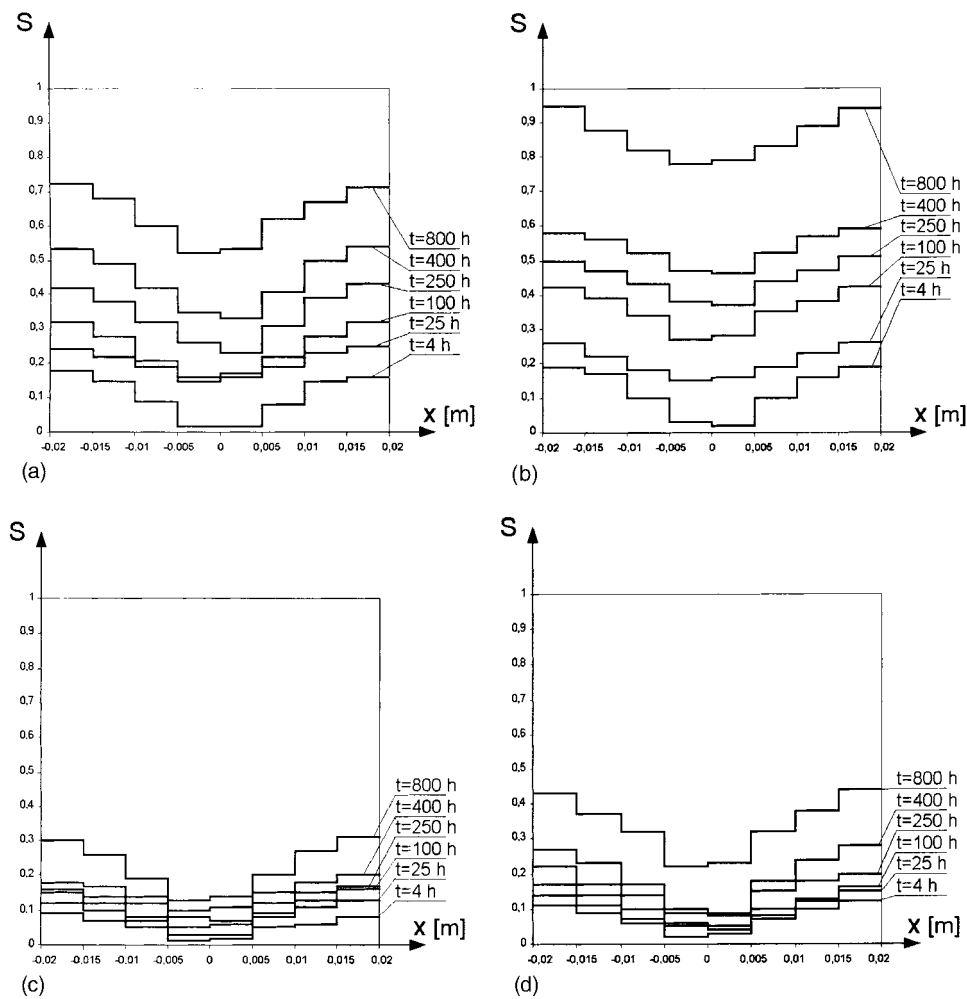 S
1
0,9
0,8
0,7
0,6
0,5
0,4
0,3
0,2
0,1
0
-0,02 -0,015 -0,01 -0,005 0 0,005 0,01 0,015 0,02
t=800 h
t=400 h
t=250 h
t=100 h
t=25 h
t=4 h
X [m]
(a)
S
1
0,9
0,8
0,7
0,6
0,5
0,4
0,3
0,2
0,1
0
-0,02 -0,015 -0,01 -0,005 0 0,005 0,01 0,015 0,02
t=800 h
t=400 h
t=250 h
t=100 h
t=25 h
t=4 h
X [m]
(b)
S
1
0,9
0,8
0,7
0,6
0,5
0,4
0,3
0,2
0,1
0
-0,02 -0,015 -0,01 -0,005 0 0,005 0,01 0,015 0,02
t=800 h
t=400 h
t=250 h
t=100 h
t=25 h
t=4 h
X [m]
(c)
S
1
0,9
0,8
0,7
0,6
0,5
0,4
0,3
0,2
0,1
0
-0,02 -0,015 -0,01 -0,005 0 0,005 0,01 0,015 0,02
t=800 h
t=400 h
t=250 h
t=100 h
t=25 h
t=4 h
X [m]
(d)